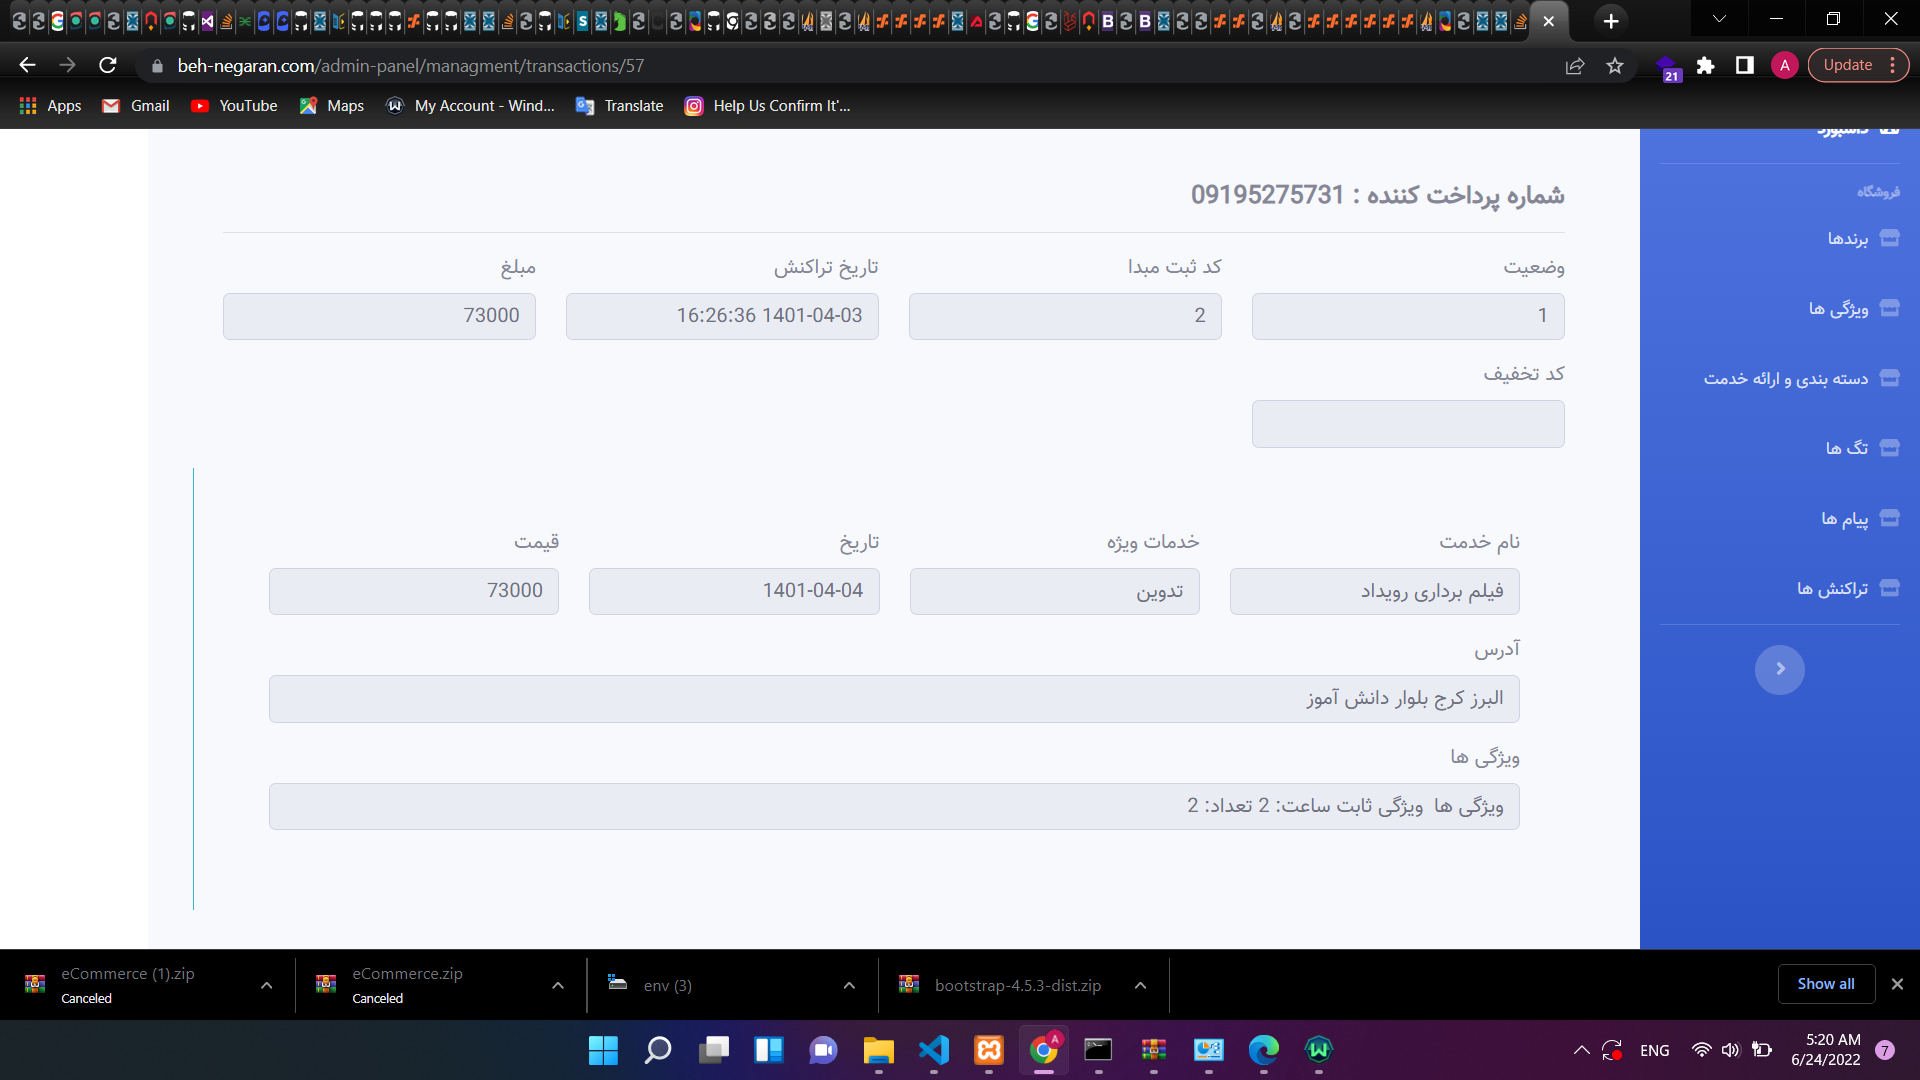 beh-negaran.com/admin-panel/managment/transactions/57
21
A
Update
Apps
Gmail
YouTube
Maps
My Account - Wind...
Translate
Help Us Confirm It'...
داشبورد
فروشگاه
برندها
ویژگی ها
دسته بندی و ارائه خدمت
تگ ها
پیام ها
تراکنش ها
شماره پرداخت کننده : 09195275731
وضعیت
کد ثبت مبدا
تاریخ تراکنش
مبلغ
1
2
16:26:36 1401-04-03
73000
کد تخفیف
نام خدمت
خدمات ویژه
تاریخ
قیمت
فیلم برداری رویداد
تدوین
1401-04-04
73000
آدرس
البرز کرج بلوار دانش آموز
ویژگی ها
ویژگی ها  ویژگی ثابت ساعت: 2 تعداد: 2
eCommerce (1).zip
Canceled
eCommerce.zip
Canceled
env (3)
bootstrap-4.5.3-dist.zip
Show all
A
ENG
5:20 AM
6/24/2022
7